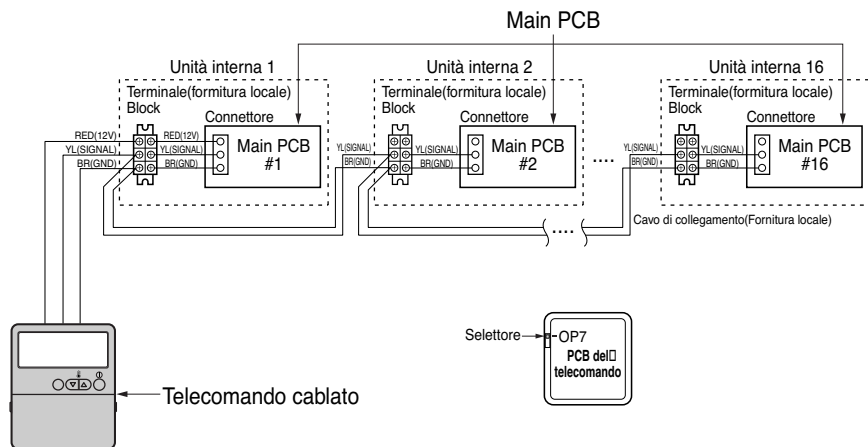 Main PCB
Unità interna 1
Unità interna 2
Unità interna 16
Terminale(formitura locale)
Block
Terminale(formitura locale)
Block
Terminale(formitura locale)
Block
Connettore
Connettore
Connettore
RED(12V)
YL(SIGNAL)
BR(GND)
RED(12V)
YL(SIGNAL)
BR(GND)
Main PCB
#1
YL(SIGNAL)
BR(GND)
YL(SIGNAL)
BR(GND)
Main PCB
#2
....
YL(SIGNAL)
BR(GND)
YL(SIGNAL)
BR(GND)
Main PCB
#16
....
Cavo di collegamento(Fornitura locale)
Selettore
OP7
PCB del□
telecomando
Telecomando cablato